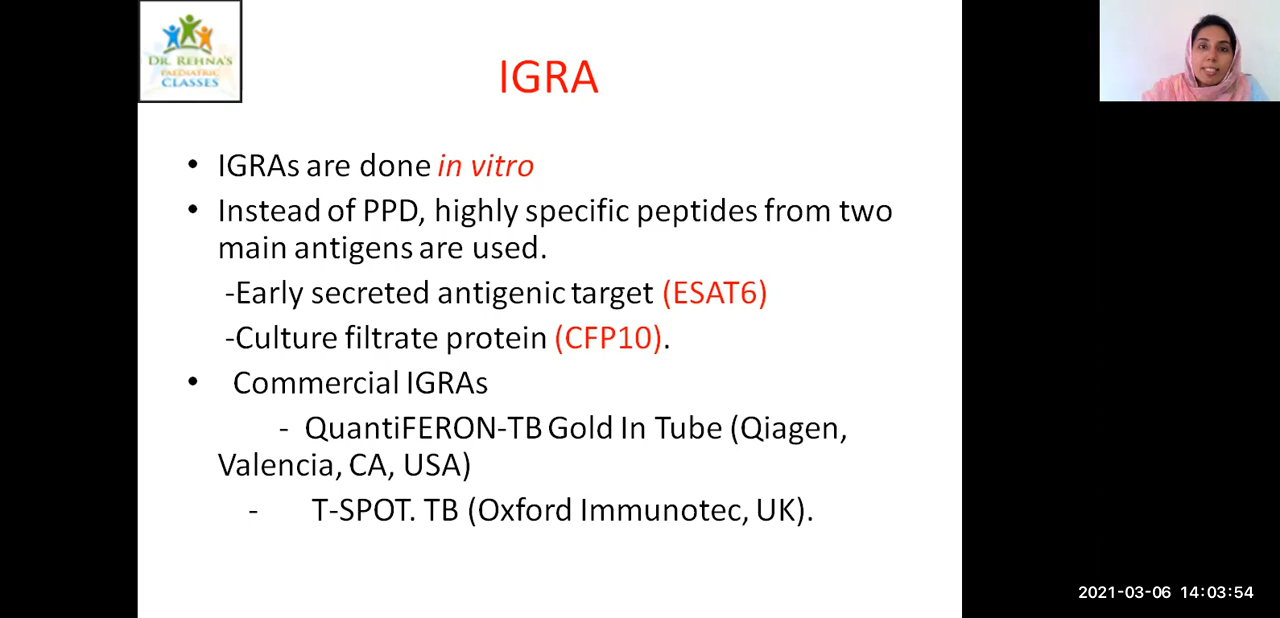 DR. REHNA'S
PAEDIATRIC
CLASSES
IGRA
• IGRAs are done in vitro
• Instead of PPD, highly specific peptides from two
main antigens are used.
-Early secreted antigenic target (ESAT6)
-Culture filtrate protein (CFP10).
• Commercial IGRAs
- QuantiFERON-TB Gold In Tube (Qiagen,
Valencia, CA, USA)
- T-SPOT. TB (Oxford Immunotec, UK).
2021-03-06 14:03:54